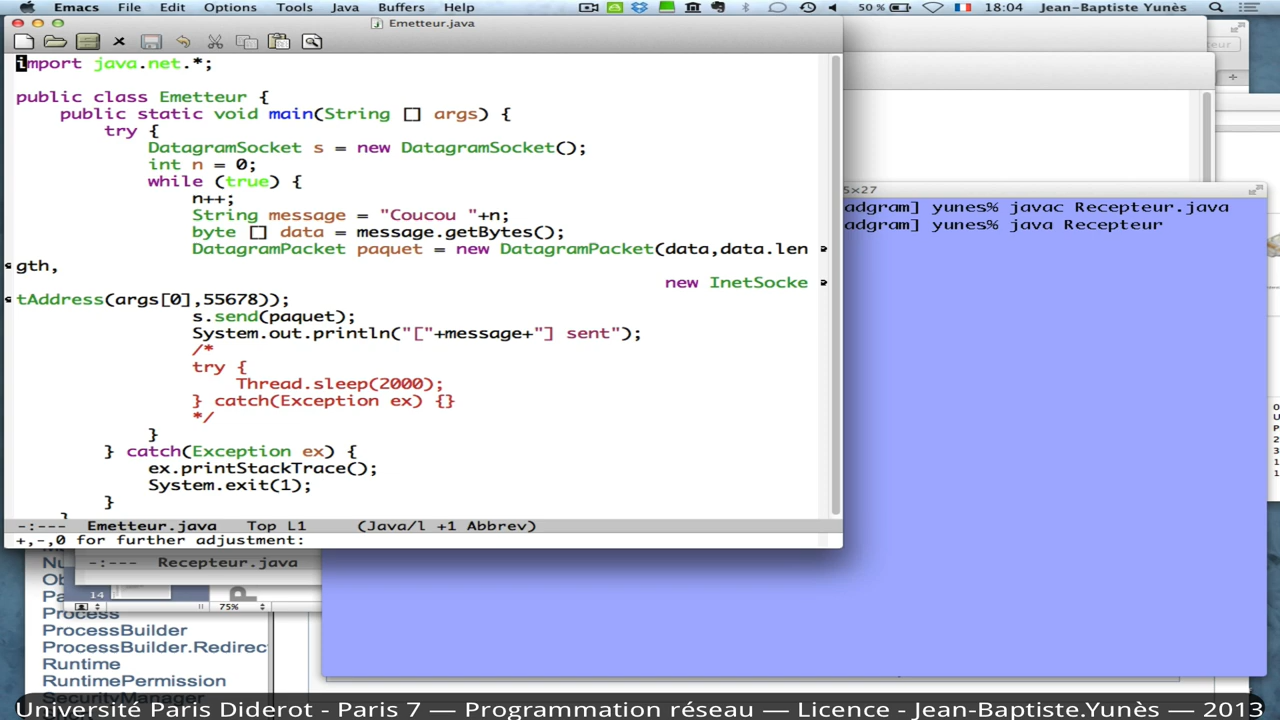 Emacs File Edit Options Tools Java Buffers Help 50 % 18:04 Jean-Baptiste Yunès
Emetteur.java
import java.net.*;
public class Emetteur {
public static void main(String [] args) {
try {
DatagramSocket s = new DatagramSocket();
int n = 0;
while (true) {
n++;
String message = "Coucou "+n;
byte [] data = message.getBytes();
DatagramPacket paquet = new DatagramPacket(data,data.len
gth,
new InetSocke
tAddress(args[0],55678));
s.send(paquet);
System.out.println("["+message+"] sent");
/*
try {
Thread.sleep(2000);
} catch(Exception ex) {}
*/
}
} catch(Exception ex) {
ex.printStackTrace();
System.exit(1);
}
-:--- Emetteur.java Top L1 (Java/l +1 Abbrev)
+,-,0 for further adjustment:
5×27
adgram] yunes% javac Recepteur.java
adgram] yunes% java Recepteur
-:--- Recepteur.java
14
75%
Process
ProcessBuilder
ProcessBuilder.Redirec
Runtime
RuntimePermission
SecurityManager
Université Paris Diderot - Paris 7 — Programmation réseau — Licence - Jean-Baptiste.Yunès — 2013